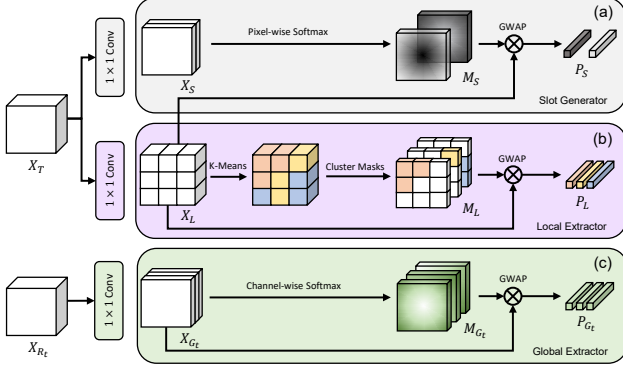 (a)
1 × 1 Conv
Pixel-wise Softmax
GWAP
X_S
M_S
P_S
Slot Generator
X_T
(b)
1 × 1 Conv
K-Means
Cluster Masks
GWAP
X_L
M_L
P_L
Local Extractor
(c)
1 × 1 Conv
Channel-wise Softmax
GWAP
X_{R_t}
X_{G_t}
M_{G_t}
P_{G_t}
Global Extractor